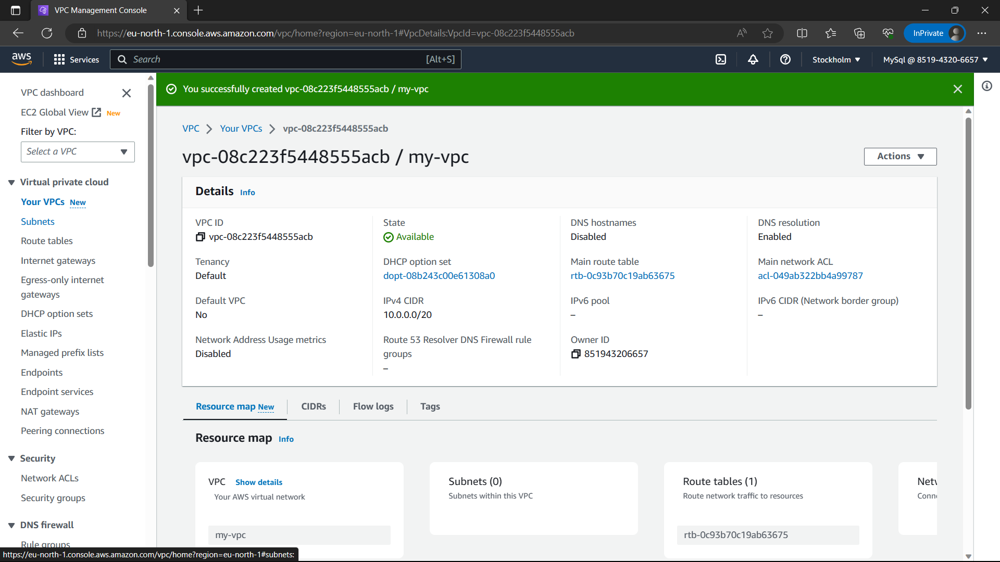 VPC Management Console
https://eu-north-1.console.aws.amazon.com/vpc/home?region=eu-north-1#VpcDetails:VpcId=vpc-08c223f5448555acb
InPrivate
aws
Services
Search
[Alt+S]
Stockholm
MySql @ 8519-4320-6657
VPC dashboard
EC2 Global View New
Filter by VPC:
Select a VPC
Virtual private cloud
Your VPCs New
Subnets
Route tables
Internet gateways
Egress-only internet
gateways
DHCP option sets
Elastic IPs
Managed prefix lists
Endpoints
Endpoint services
NAT gateways
Peering connections
Security
Network ACLs
Security groups
DNS firewall
Rule groups
https://eu-north-1.console.aws.amazon.com/vpc/home?region=eu-north-1#subnets:
You successfully created vpc-08c223f5448555acb / my-vpc
VPC
Your VPCs
vpc-08c223f5448555acb
vpc-08c223f5448555acb / my-vpc
Actions
Details Info
VPC ID
vpc-08c223f5448555acb
State
Available
DNS hostnames
Disabled
DNS resolution
Enabled
Tenancy
Default
DHCP option set
dopt-08b243c00e61308a0
Main route table
rtb-0c93b70c19ab63675
Main network ACL
acl-049ab322bb4a99787
Default VPC
No
IPv4 CIDR
10.0.0.0/20
IPv6 pool
–
IPv6 CIDR (Network border group)
–
Network Address Usage metrics
Disabled
Route 53 Resolver DNS Firewall rule
groups
–
Owner ID
851943206657
Resource map New
CIDRs
Flow logs
Tags
Resource map Info
VPC Show details
Your AWS virtual network
my-vpc
Subnets (0)
Subnets within this VPC
Route tables (1)
Route network traffic to resources
rtb-0c93b70c19ab63675
Netw
Conne